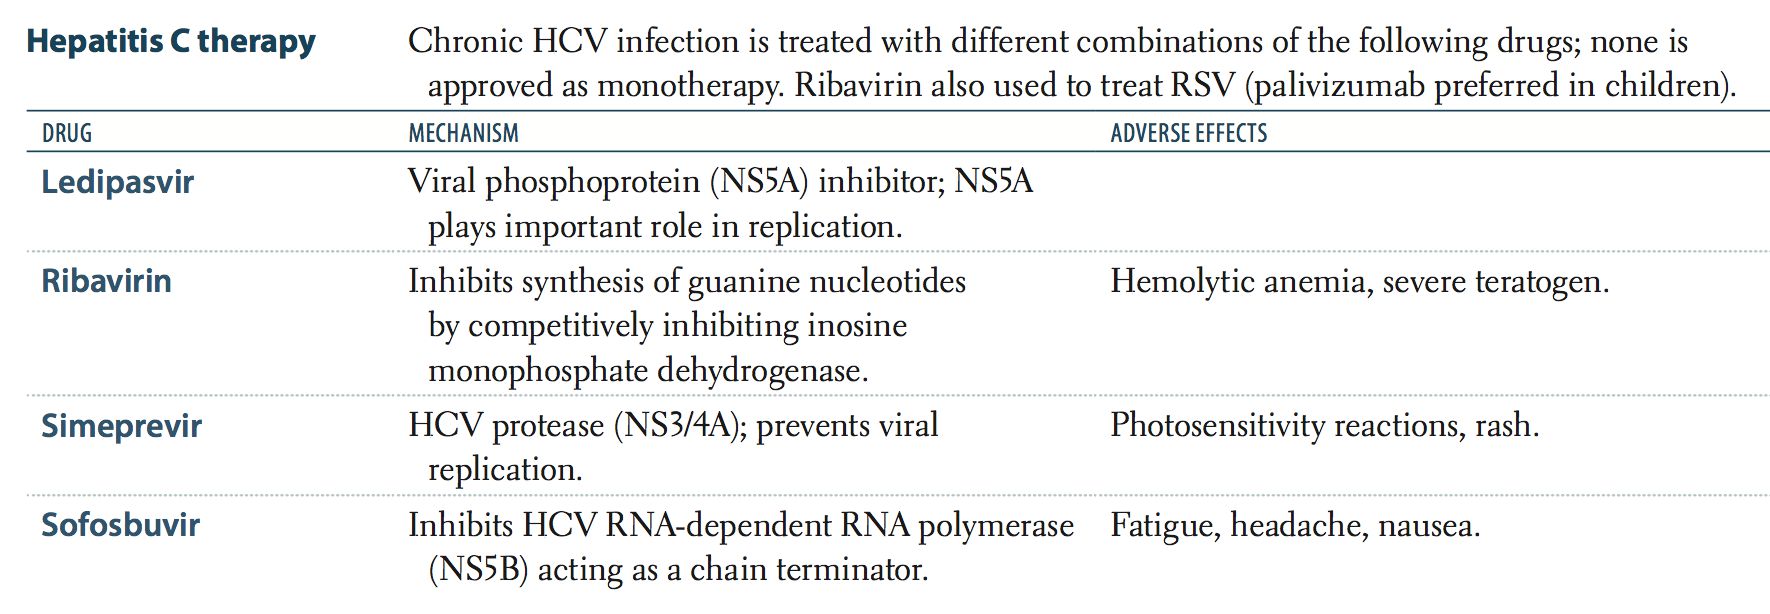 Hepatitis C therapy
Chronic HCV infection is treated with different combinations of the following drugs; none is
approved as monotherapy. Ribavirin also used to treat RSV (palivizumab preferred in children).
DRUG MECHANISM ADVERSE EFFECTS
Ledipasvir
Viral phosphoprotein (NS5A) inhibitor; NS5A
plays important role in replication.
Ribavirin
Inhibits synthesis of guanine nucleotides
by competitively inhibiting inosine
monophosphate dehydrogenase.
Hemolytic anemia, severe teratogen.
Simeprevir
HCV protease (NS3/4A); prevents viral
replication.
Photosensitivity reactions, rash.
Sofosbuvir
Inhibits HCV RNA-dependent RNA polymerase
(NS5B) acting as a chain terminator.
Fatigue, headache, nausea.